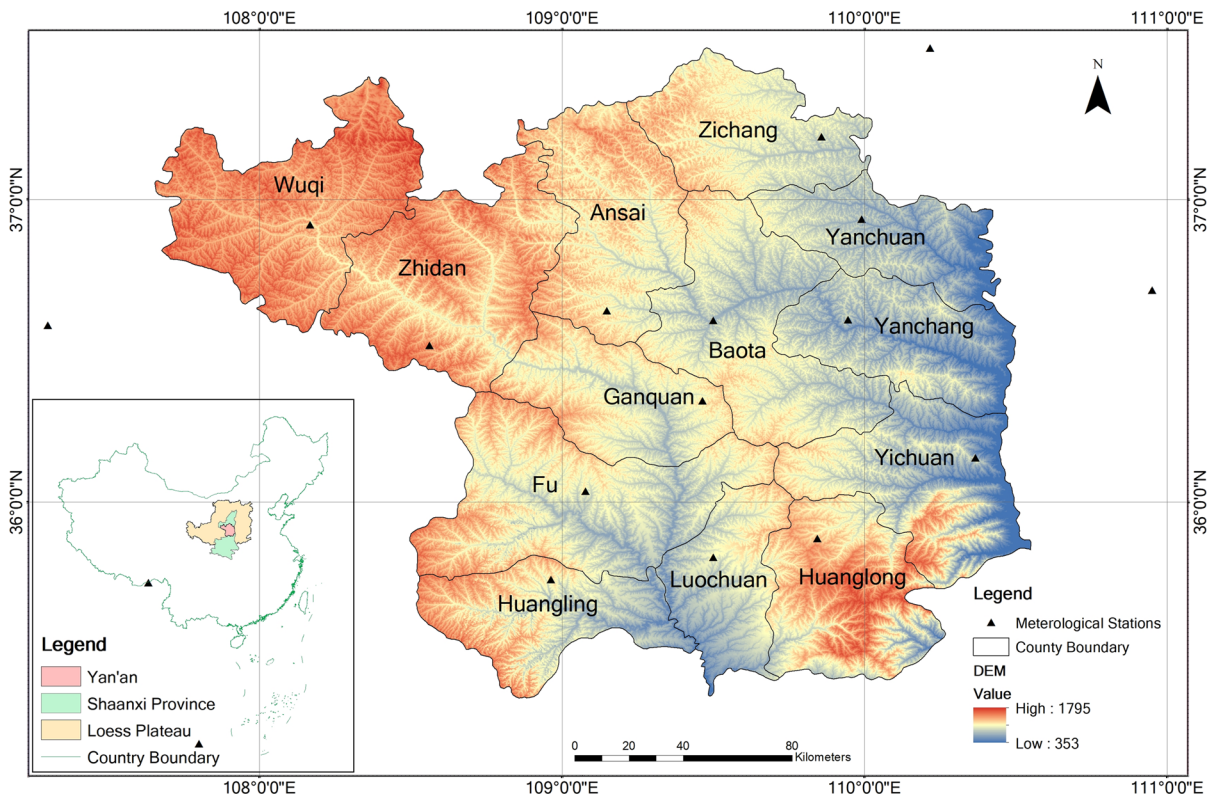 108°0'0"E 109°0'0"E 110°0'0"E 111°0'0"E
N
Zichang
Wuqi
37°0'0"N
37°0'0"N
Ansai
Yanchuan
Zhidan
Yanchang
Baota
Ganquan
Yichuan
Fu
36°0'0"N
36°0'0"N
Luochuan
Huanglong
Huangling
Legend
Meterological Stations
County Boundary
DEM
Value
High : 1795
Low : 353
Legend
Yan'an
Shaanxi Province
Loess Plateau
Country Boundary
0 20 40 80
Kilometers
108°0'0"E 109°0'0"E 110°0'0"E 111°0'0"E